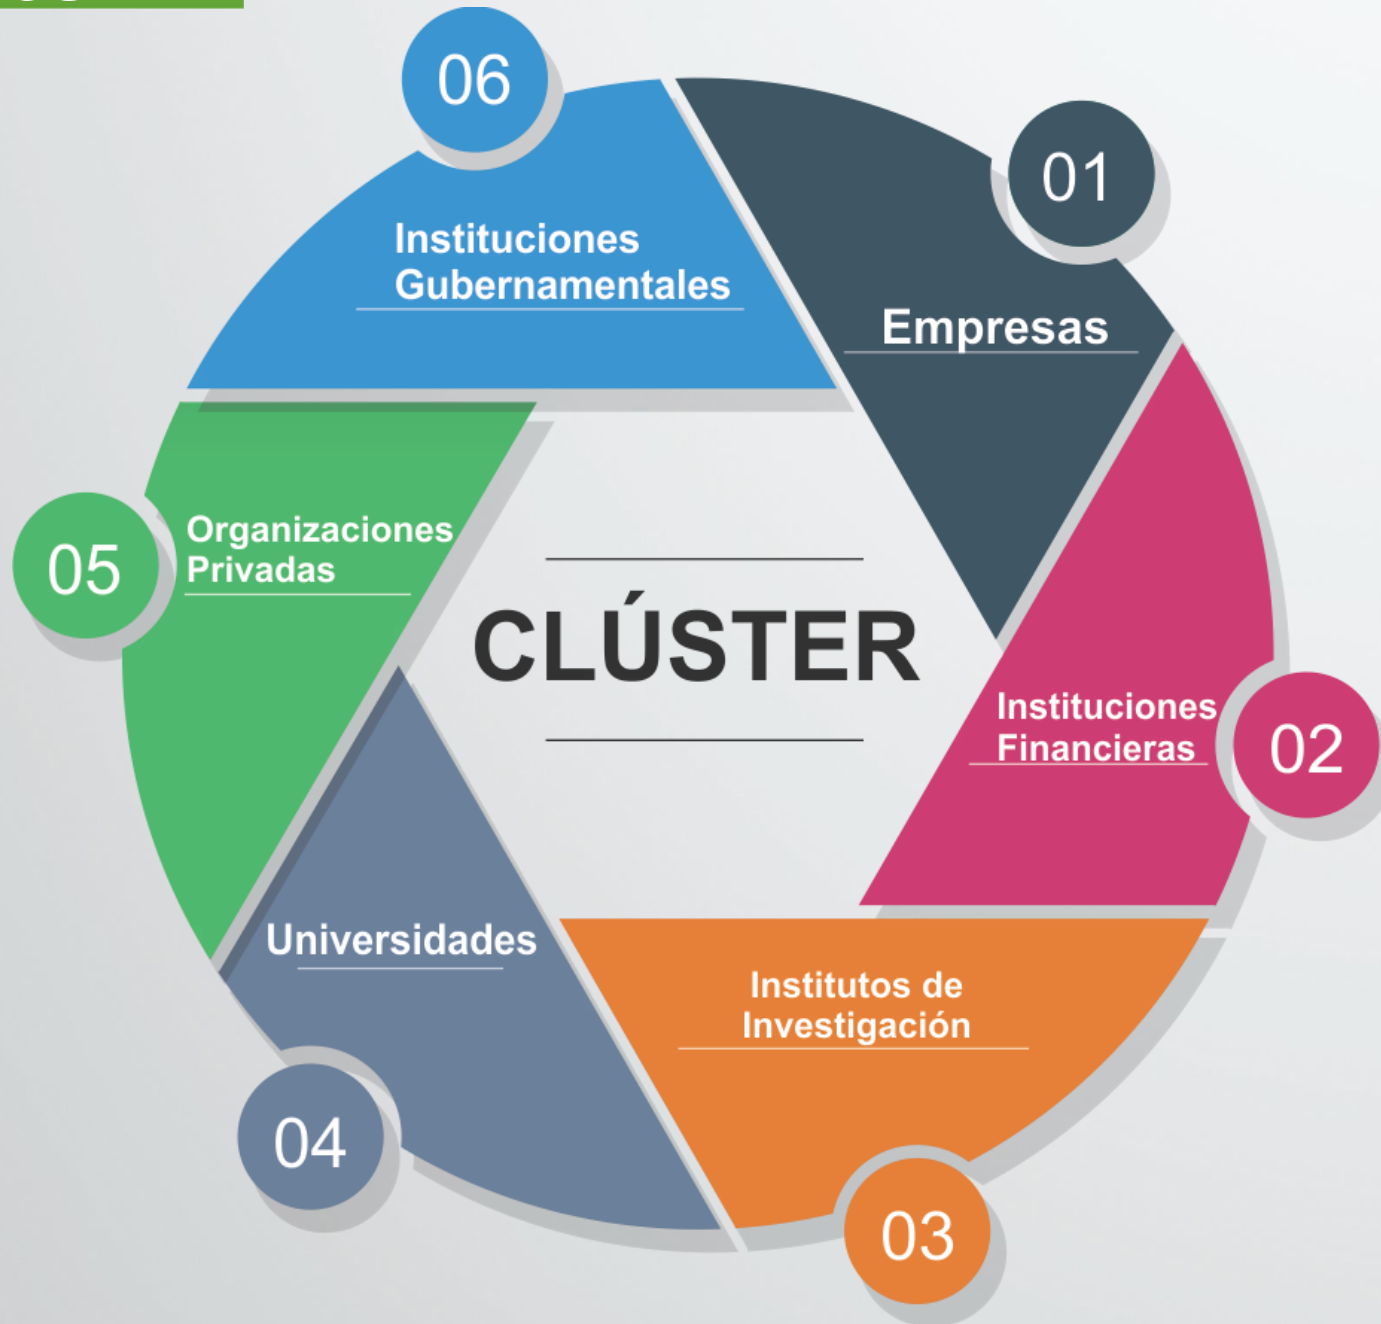 06
Instituciones
Gubernamentales
01
Empresas
05
Organizaciones
Privadas
CLÚSTER
Instituciones
Financieras
02
Universidades
Institutos de
Investigación
04
03